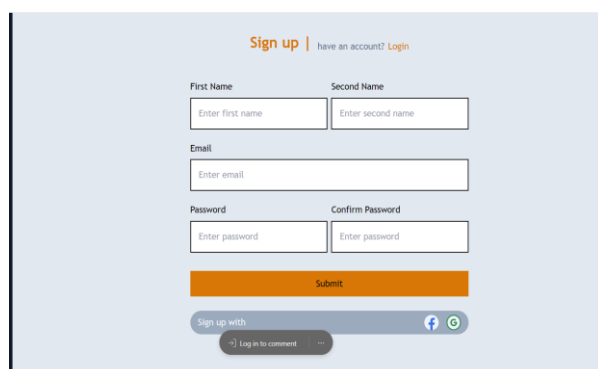 Sign up | have an account? Login
First Name Second Name
Enter first name Enter second name
Email
Enter email
Password Confirm Password
Enter password Enter password
Submit
Sign up with
Log in to comment ...